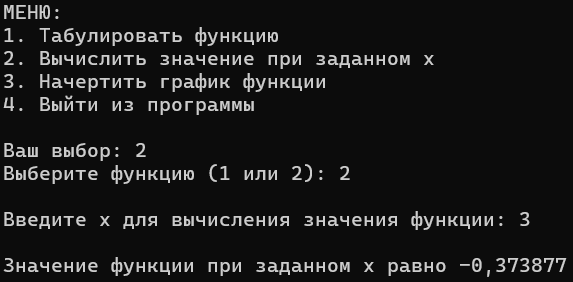 МЕНЮ:
1. Табулировать функцию
2. Вычислить значение при заданном x
3. Начертить график функции
4. Выйти из программы
Ваш выбор: 2
Выберите функцию (1 или 2): 2
Введите x для вычисления значения функции: 3
Значение функции при заданном x равно -0,373877